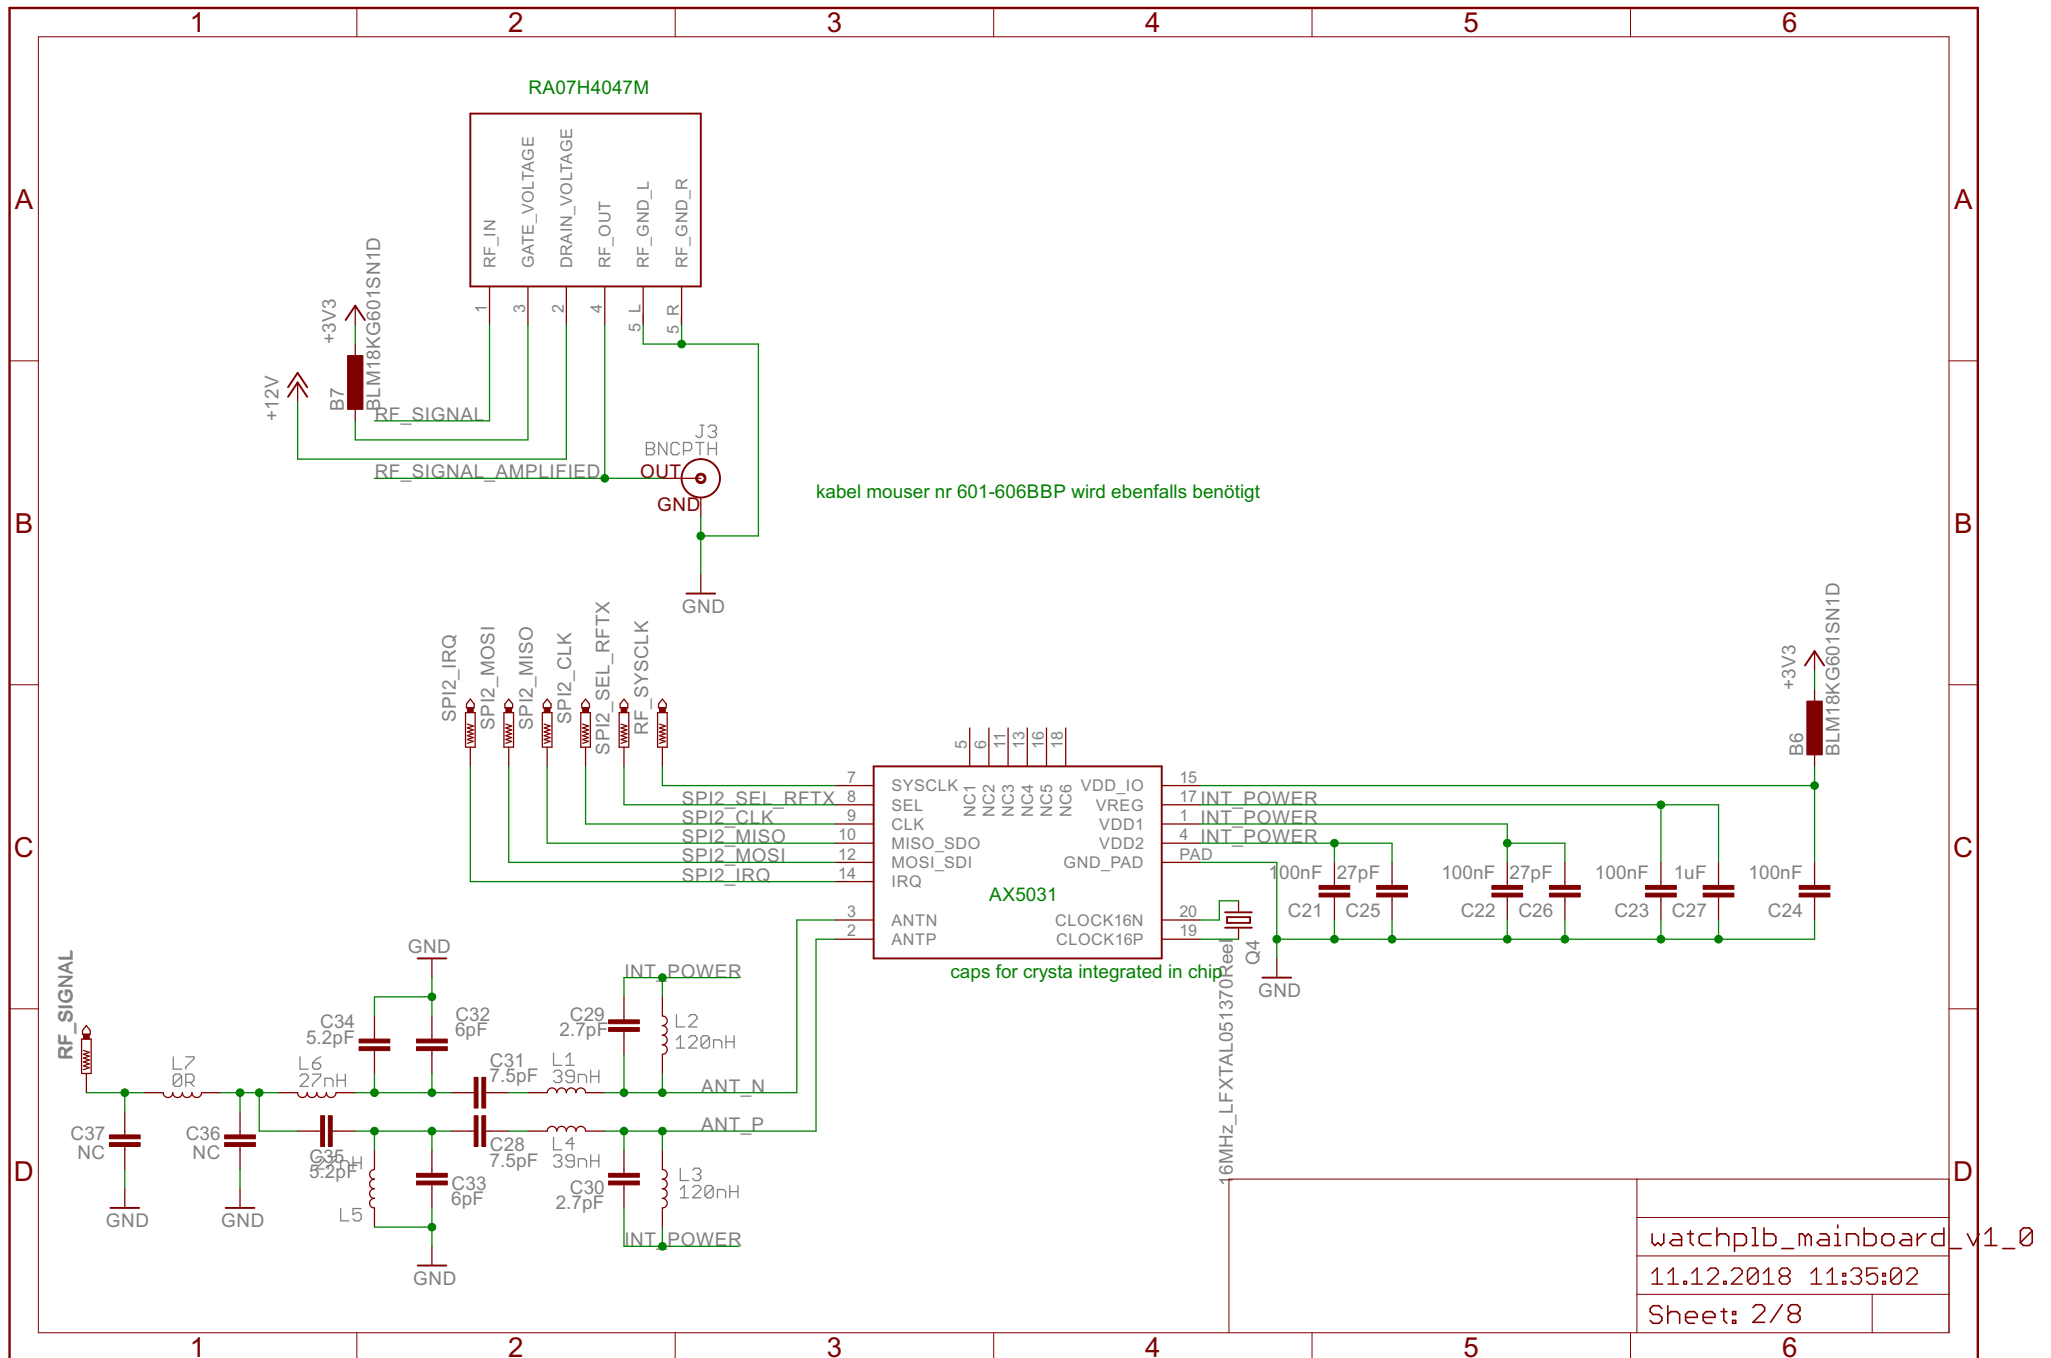 1 2 3 4 5 6
A A
B B
C C
D D
1 2 3 4 5 6
RA07H4047M
RF_IN
GATE_VOLTAGE
DRAIN_VOLTAGE
RF_OUT
RF_GND_L
RF_GND_R
1
3
2
4
5_L
5_R
+3V3
B7
BLM18KG601SN1D
+12V
RF_SIGNAL
RF_SIGNAL_AMPLIFIED
J3
BNCPTH
OUT
GND
GND
kabel mouser nr 601-606BBP wird ebenfalls benötigt
SPI2_IRQ
SPI2_MOSI
SPI2_MISO
SPI2_CLK
SPI2_SEL_RFTX
RF_SYSCLK
SPI2_SEL_RFTX
SPI2_CLK
SPI2_MISO
SPI2_MOSI
SPI2_IRQ
5 6 11 13 16 18
NC1 NC2 NC3 NC4 NC5 NC6
7 SYSCLK
8 SEL
9 CLK
10 MISO_SDO
12 MOSI_SDI
14 IRQ
3 ANTN
2 ANTP
VDD_IO 15
VREG 17 INT_POWER
VDD1 1 INT_POWER
VDD2 4 INT_POWER
GND_PAD PAD
AX5031
CLOCK16N 20
CLOCK16P 19
Q4
16MHz_LFXTAL051370Reel
caps for crysta integrated in chip
GND
100nF
C21
27pF
C25
100nF
C22
27pF
C26
100nF
C23
1uF
C27
100nF
C24
+3V3
B6
BLM18KG601SN1D
RF_SIGNAL
C37
NC
GND
L7
0R
C36
NC
GND
L6
27nH
C34
5.2pF
GND
C32
6pF
C31
7.5pF
L1
39nH
C29
2.7pF
INT_POWER
L2
120nH
ANT_N
ANT_P
C35
5.2pF
27nH
L5
C33
6pF
GND
C28
7.5pF
L4
39nH
C30
2.7pF
L3
120nH
INT_POWER
watchplb_mainboard_v1_0
11.12.2018 11:35:02
Sheet: 2/8